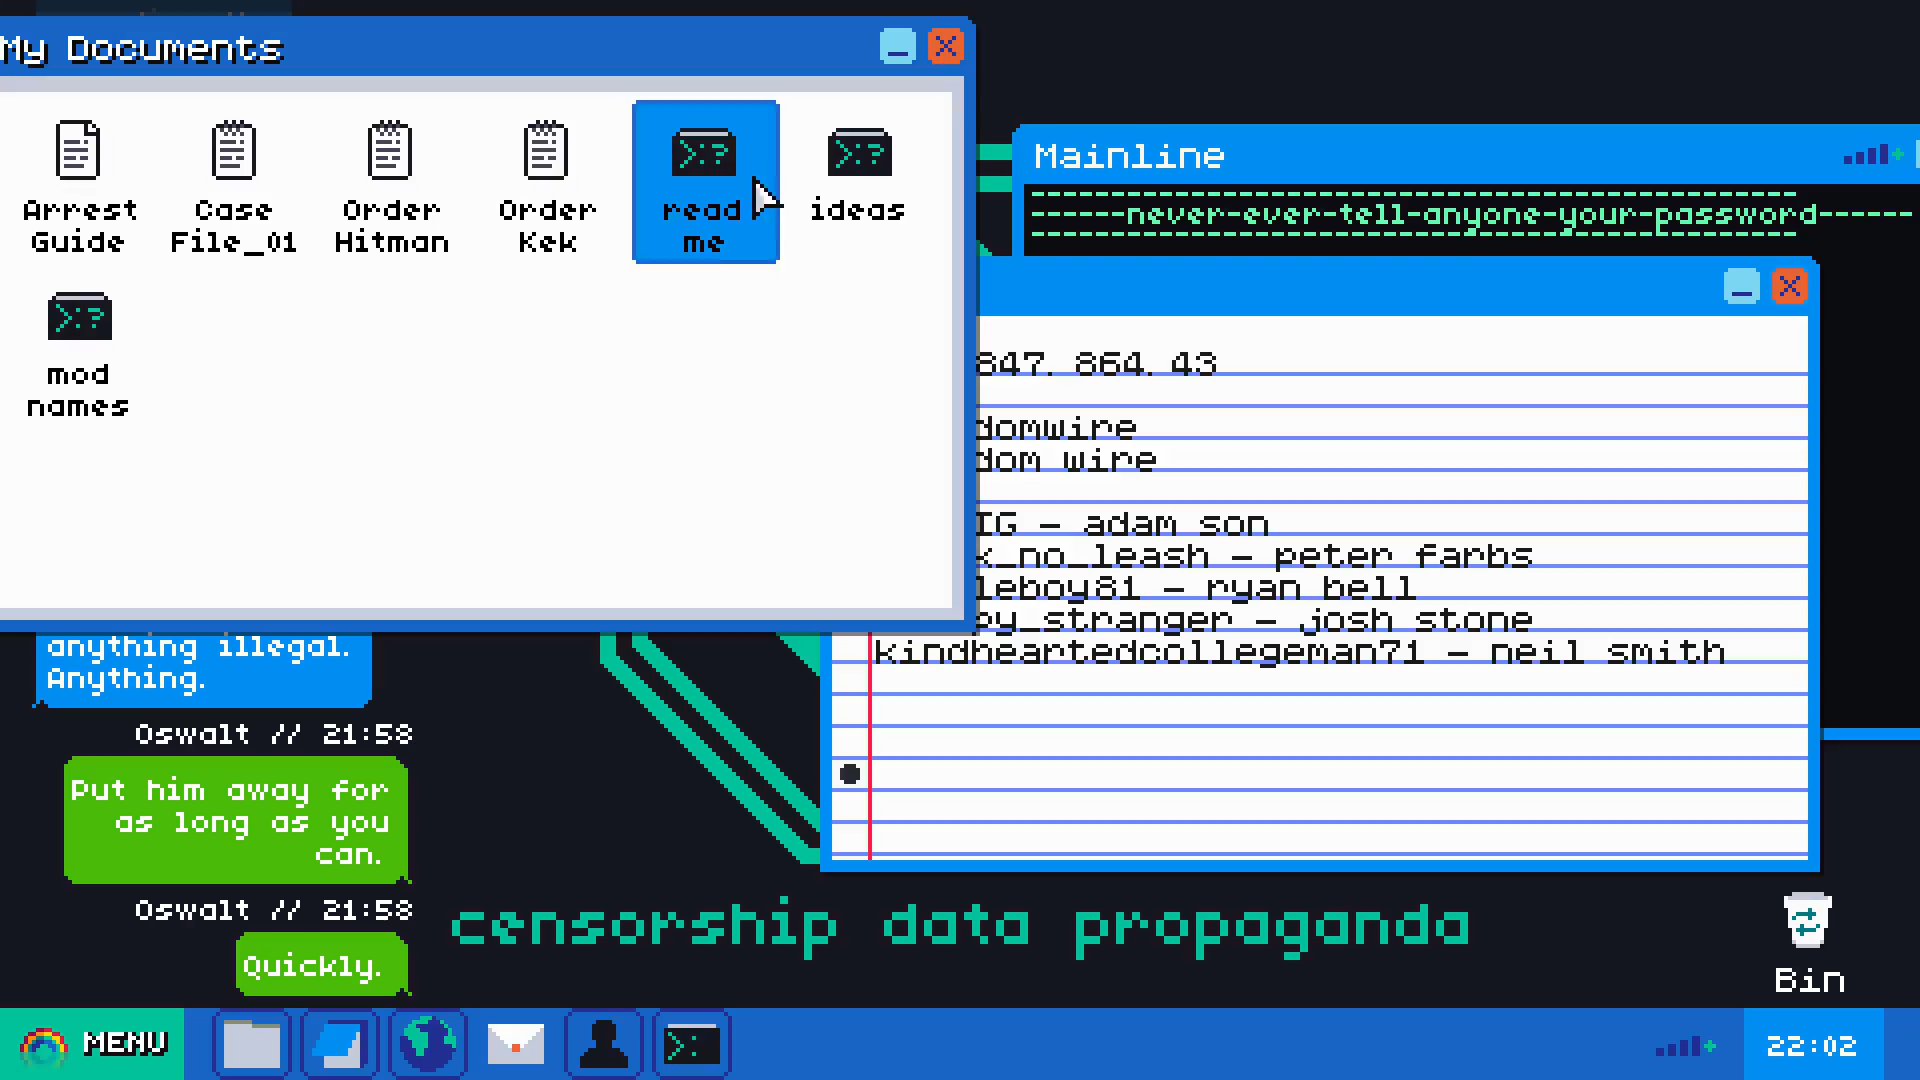 My Documents
Arrest Guide
Case File_01
Order Hitman
Order Kek
read me
ideas
mod names
Mainline
------never-ever-tell-anyone-your-password------
847. 864. 43
domwire
dom wire
IG - adam son
k_no_leash - peter farbs
leboy81 - ryan bell
py_stranger - josh stone
kindheartedcollegeman71 - neil smith
anything illegal.
Anything.
Oswalt // 21:58
Put him away for
as long as you
can.
Oswalt // 21:58
Quickly.
censorship data propaganda
Bin
MENU
22:02